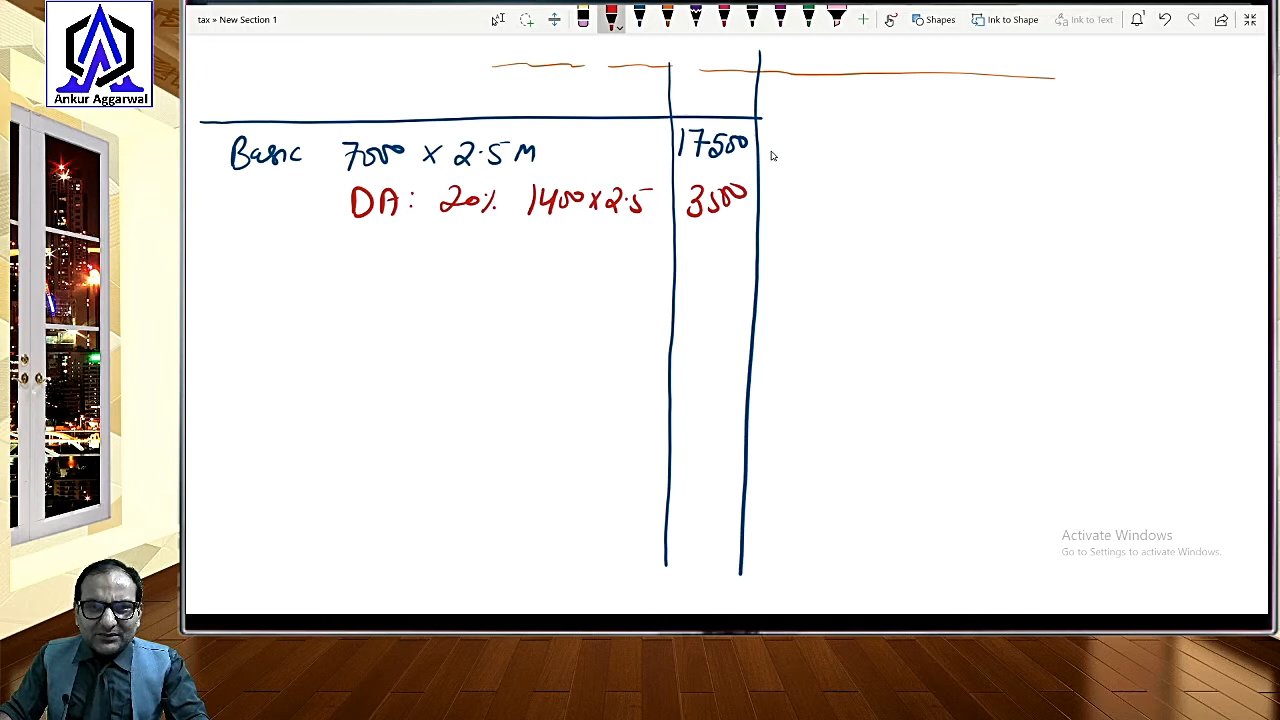 tax » New Section 1
Shapes
Ink to Shape
Ink to Text
Ankur Aggarwal
Basic 7000 × 2.5 M 17500
DA: 20% 1400 × 2.5 3500
Activate Windows
Go to Settings to activate Windows.